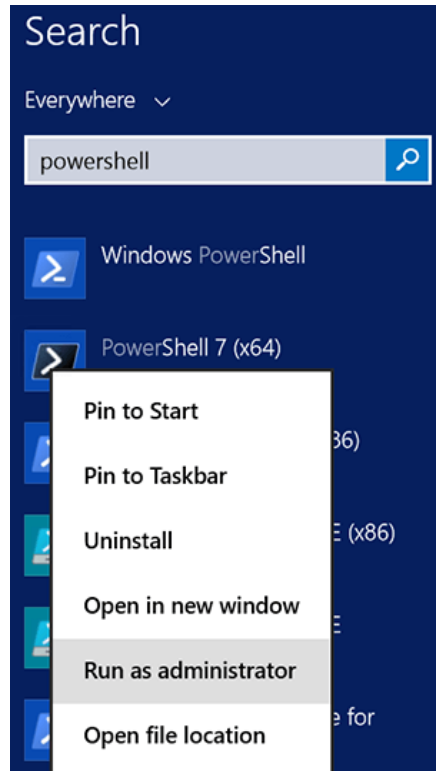 Search
Everywhere
powershell
Windows PowerShell
PowerShell 7 (x64)
Pin to Start
86)
Pin to Taskbar
Uninstall
E (x86)
Open in new window
E
Run as administrator
e for
Open file location